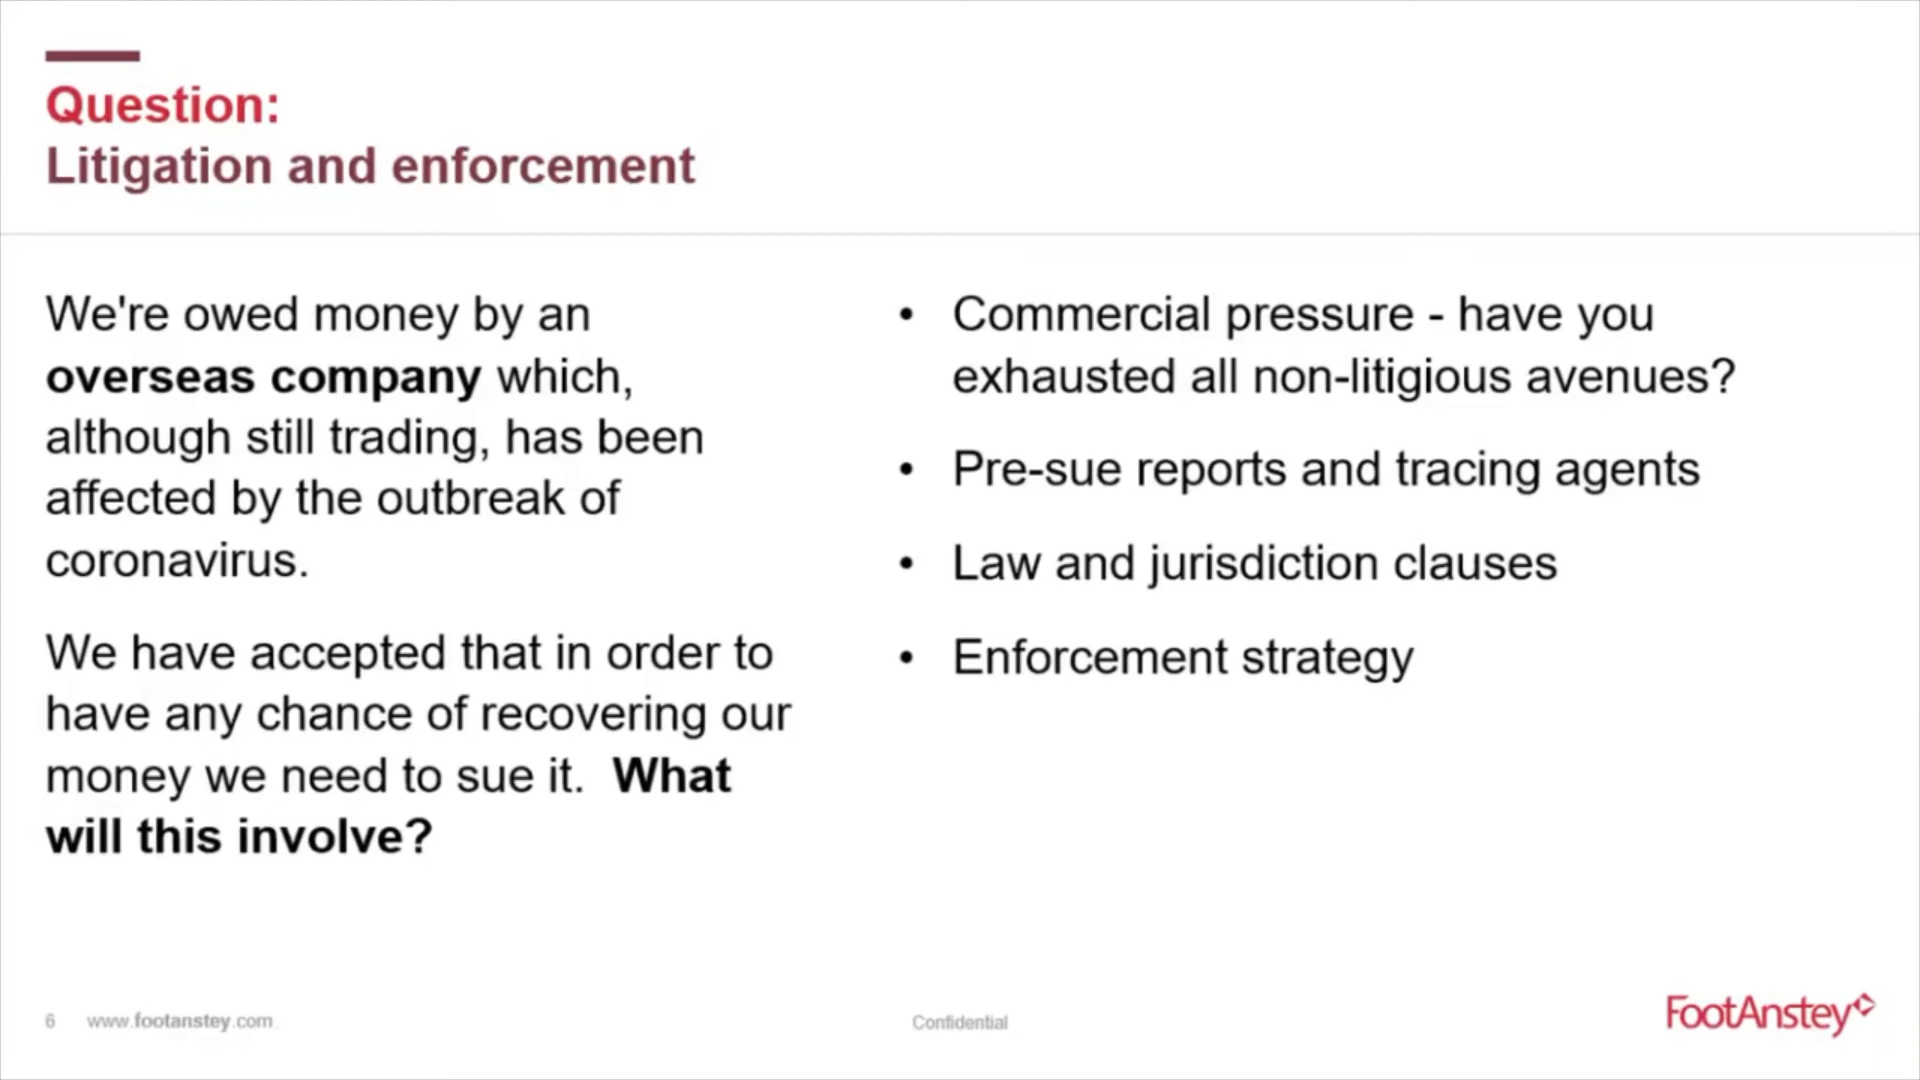 Question:
Litigation and enforcement
We're owed money by an
overseas company which,
although still trading, has been
affected by the outbreak of
coronavirus.
We have accepted that in order to
have any chance of recovering our
money we need to sue it.  What
will this involve?
• Commercial pressure - have you
exhausted all non-litigious avenues?
• Pre-sue reports and tracing agents
• Law and jurisdiction clauses
• Enforcement strategy
6 www.footanstey.com
Confidential
FootAnstey